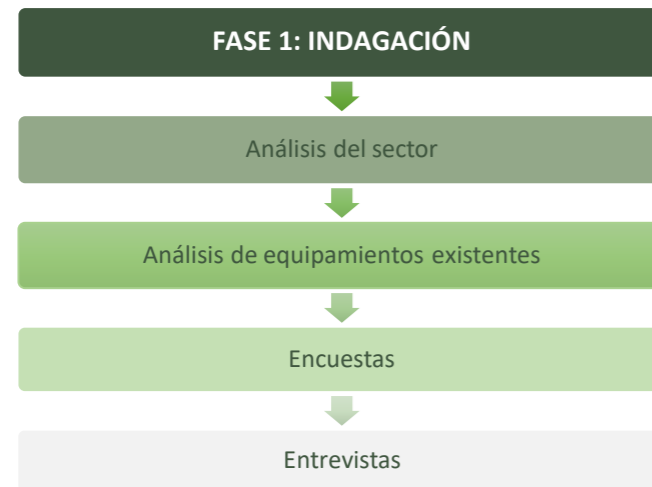 FASE 1: INDAGACIÓN
Análisis del sector
Análisis de equipamientos existentes
Encuestas
Entrevistas